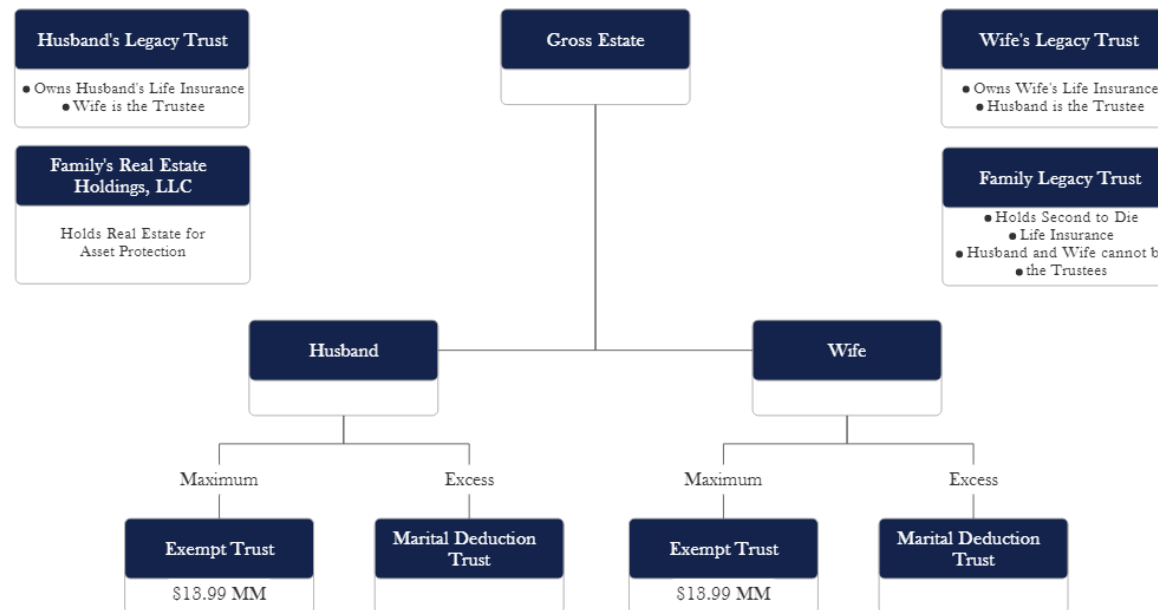 Husband's Legacy Trust
● Owns Husband's Life Insurance
● Wife is the Trustee
Gross Estate
Wife's Legacy Trust
● Owns Wife's Life Insurance
● Husband is the Trustee
Family's Real Estate
Holdings, LLC
Holds Real Estate for
Asset Protection
Family Legacy Trust
● Holds Second to Die
● Life Insurance
● Husband and Wife cannot b
● the Trustees
Husband
Wife
Maximum
Excess
Maximum
Excess
Exempt Trust
$13.99 MM
Marital Deduction
Trust
Exempt Trust
$13.99 MM
Marital Deduction
Trust